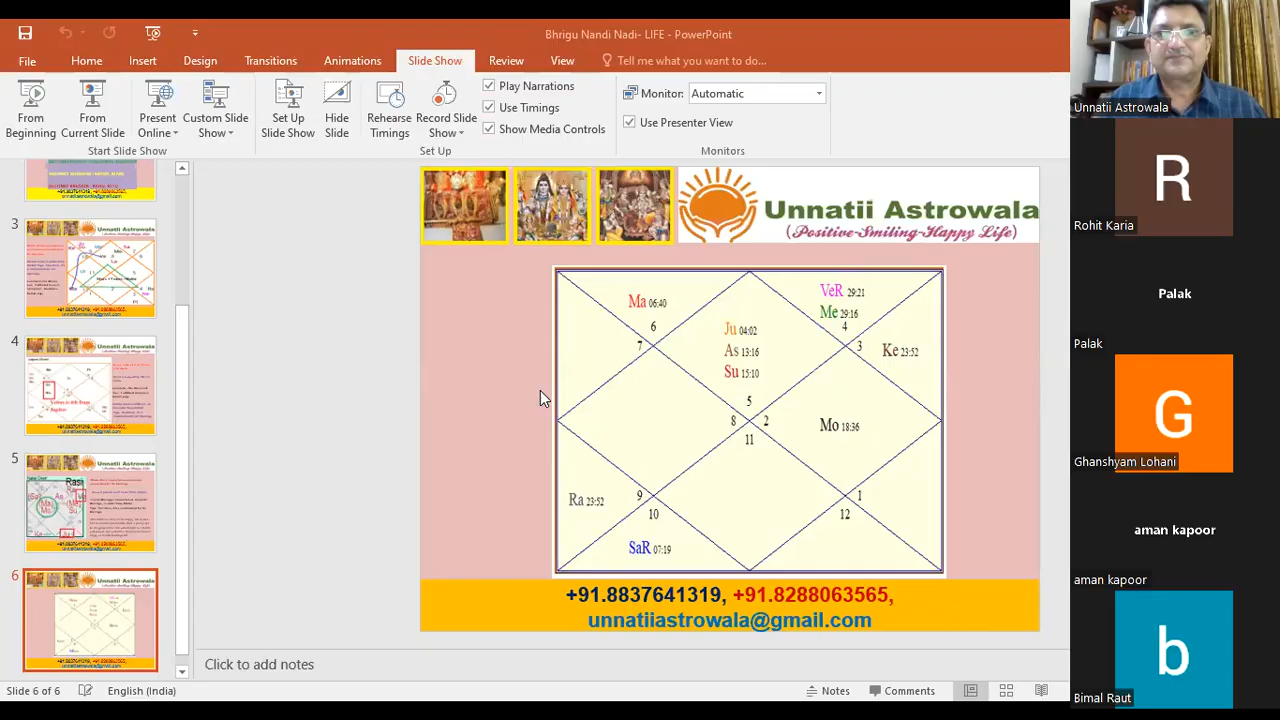 Bhrigu Nandi Nadi- LIFE - PowerPoint
File
Home
Insert
Design
Transitions
Animations
Slide Show
Review
View
Tell me what you want to do...
From Beginning
From Current Slide
Present Online
Custom Slide Show
Set Up Slide Show
Hide Slide
Rehearse Timings
Record Slide Show
Play Narrations
Use Timings
Show Media Controls
Monitor: Automatic
Use Presenter View
Start Slide Show
Set Up
Monitors
3
4
5
6
Unnatii Astrowala
(Positive-Smiling-Happy Life)
Ma 06:40
VeR 29:21
Me 29:16
6
4
Ju 04:02
7
3
As 13:16
Ke 23:52
Su 15:10
5
8
2
Mo 18:36
11
Ra 23:52
9
1
10
12
SaR 07:19
+91.8837641319, +91.8288063565,
unnatiiastrowala@gmail.com
Click to add notes
Slide 6 of 6
English (India)
Notes
Comments
Unnatii Astrowala
R
Rohit Karia
Palak
Palak
G
Ghanshyam Lohani
aman kapoor
aman kapoor
b
Bimal Raut